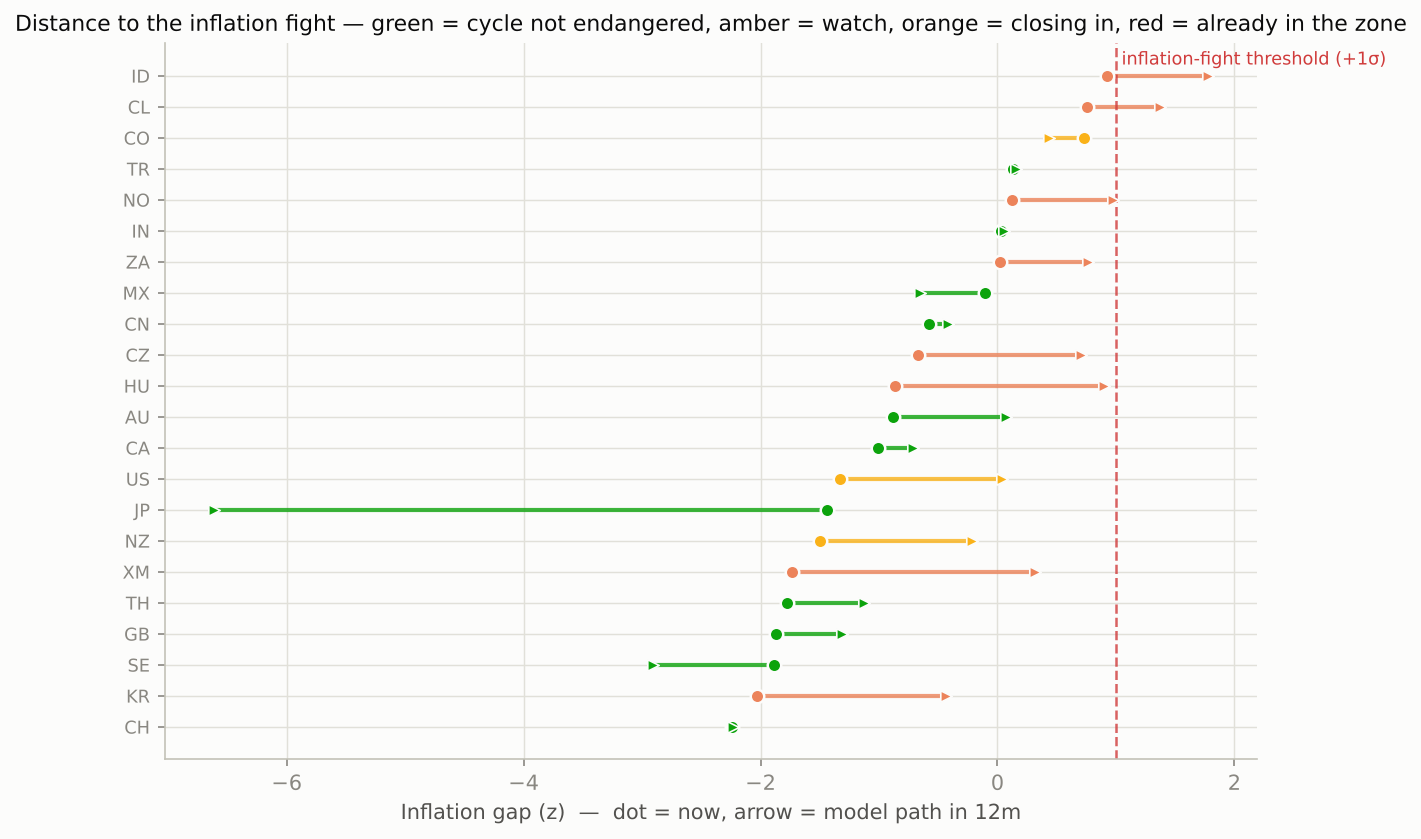 Distance to the inflation fight — green = cycle not endangered, amber = watch, orange = closing in, red = already in the zone
inflation-fight threshold (+1σ)
ID
CL
CO
TR
NO
IN
ZA
MX
CN
CZ
HU
AU
CA
US
JP
NZ
XM
TH
GB
SE
KR
CH
−6 −4 −2 0 2
Inflation gap (z) — dot = now, arrow = model path in 12m